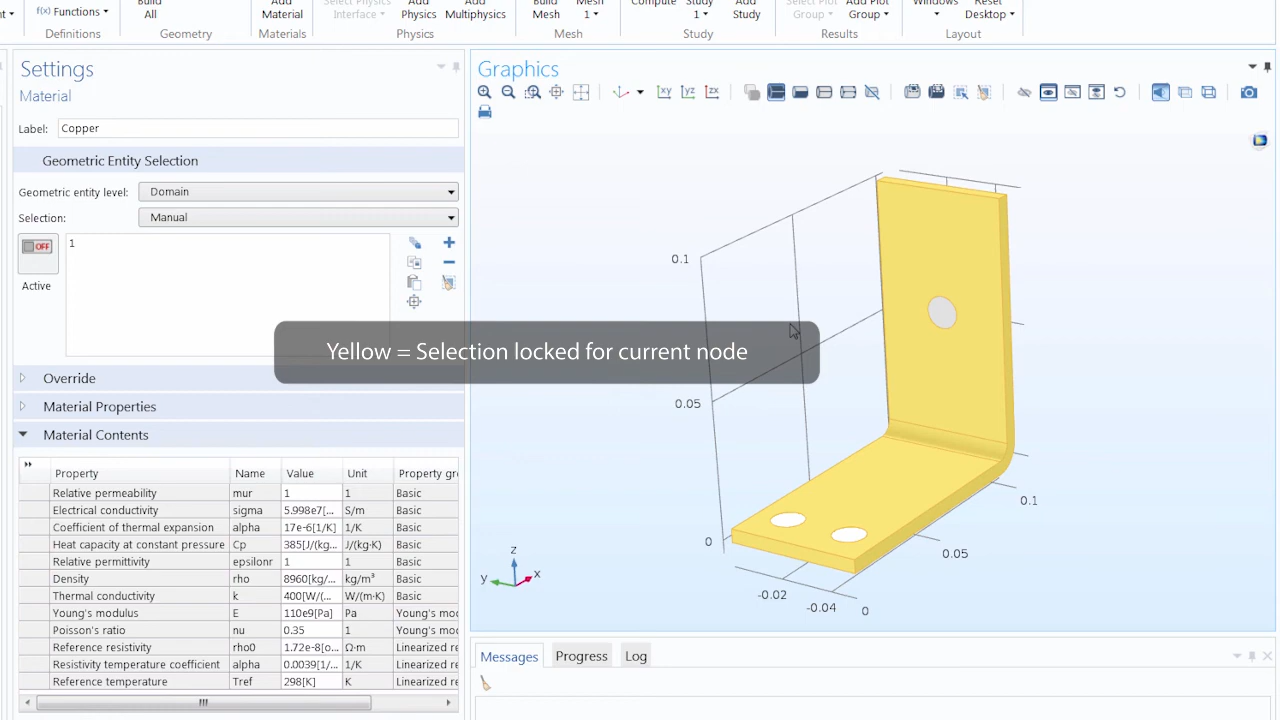 Functions
Build
All
Add
Material
Select Physics
Interface
Add
Physics
Add
Multiphysics
Build
Mesh
Mesh
1
Compute
Study
1
Add
Study
Select Plot
Group
Add Plot
Group
Windows
Reset
Desktop
Definitions
Geometry
Materials
Physics
Mesh
Study
Results
Layout
Settings
Material
Label: Copper
Geometric Entity Selection
Geometric entity level: Domain
Selection: Manual
OFF
Active
1
Override
Material Properties
Material Contents
Property Name Value Unit Property gr
Relative permeability mur 1 1 Basic
Electrical conductivity sigma 5.998e7[... S/m Basic
Coefficient of thermal expansion alpha 17e-6[1/K] 1/K Basic
Heat capacity at constant pressure Cp 385[J/(kg... J/(kg·K) Basic
Relative permittivity epsilonr 1 1 Basic
Density rho 8960[kg/... kg/m³ Basic
Thermal conductivity k 400[W/(... W/(m·K) Basic
Young's modulus E 110e9[Pa] Pa Young's mo
Poisson's ratio nu 0.35 1 Young's mo
Reference resistivity rho0 1.72e-8[o... Ω·m Linearized re
Resistivity temperature coefficient alpha 0.0039[1/... 1/K Linearized re
Reference temperature Tref 298[K] K Linearized re
Graphics
xy yz zx
0.1
0.05
0
0.1
0.05
0
-0.02
-0.04
z
y
x
Yellow = Selection locked for current node
Messages Progress Log